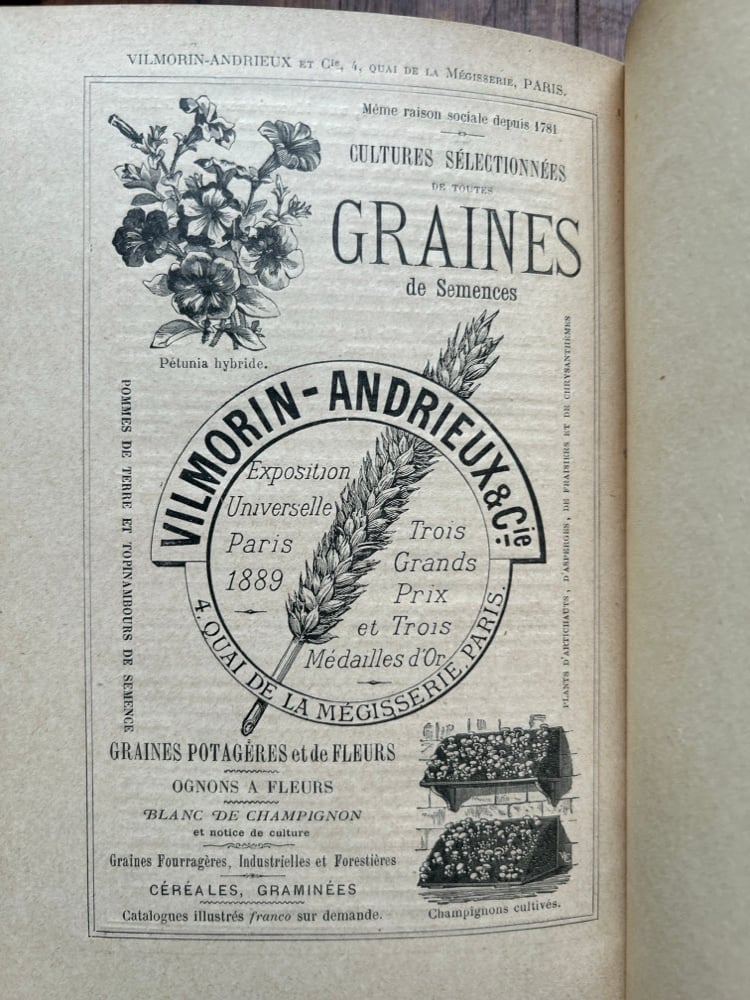 VILMORIN-ANDRIEUX ET Cie, 4, QUAI DE LA MÉGISSERIE, PARIS.
Même raison sociale depuis 1781
CULTURES SÉLECTIONNÉES
DE TOUTES
GRAINES
de Semences
Pétunia hybride.
POMMES DE TERRE ET TOPINAMBOURS DE SEMENCE
VILMORIN-ANDRIEUX & Cie
Exposition
Universelle
Paris
1889
Trois
Grands
Prix
et Trois
Médailles d'Or
4, QUAI DE LA MÉGISSERIE, PARIS.
PLANTS D'ARTICHAUTS, D'ASPERGES, DE FRAISIERS ET DE CHRYSANTHÈMES
GRAINES POTAGÈRES et de FLEURS
OGNONS A FLEURS
BLANC DE CHAMPIGNON
et notice de culture
Graines Fourragères, Industrielles et Forestières
CÉRÉALES, GRAMINÉES
Catalogues illustrés franco sur demande.
Champignons cultivés.